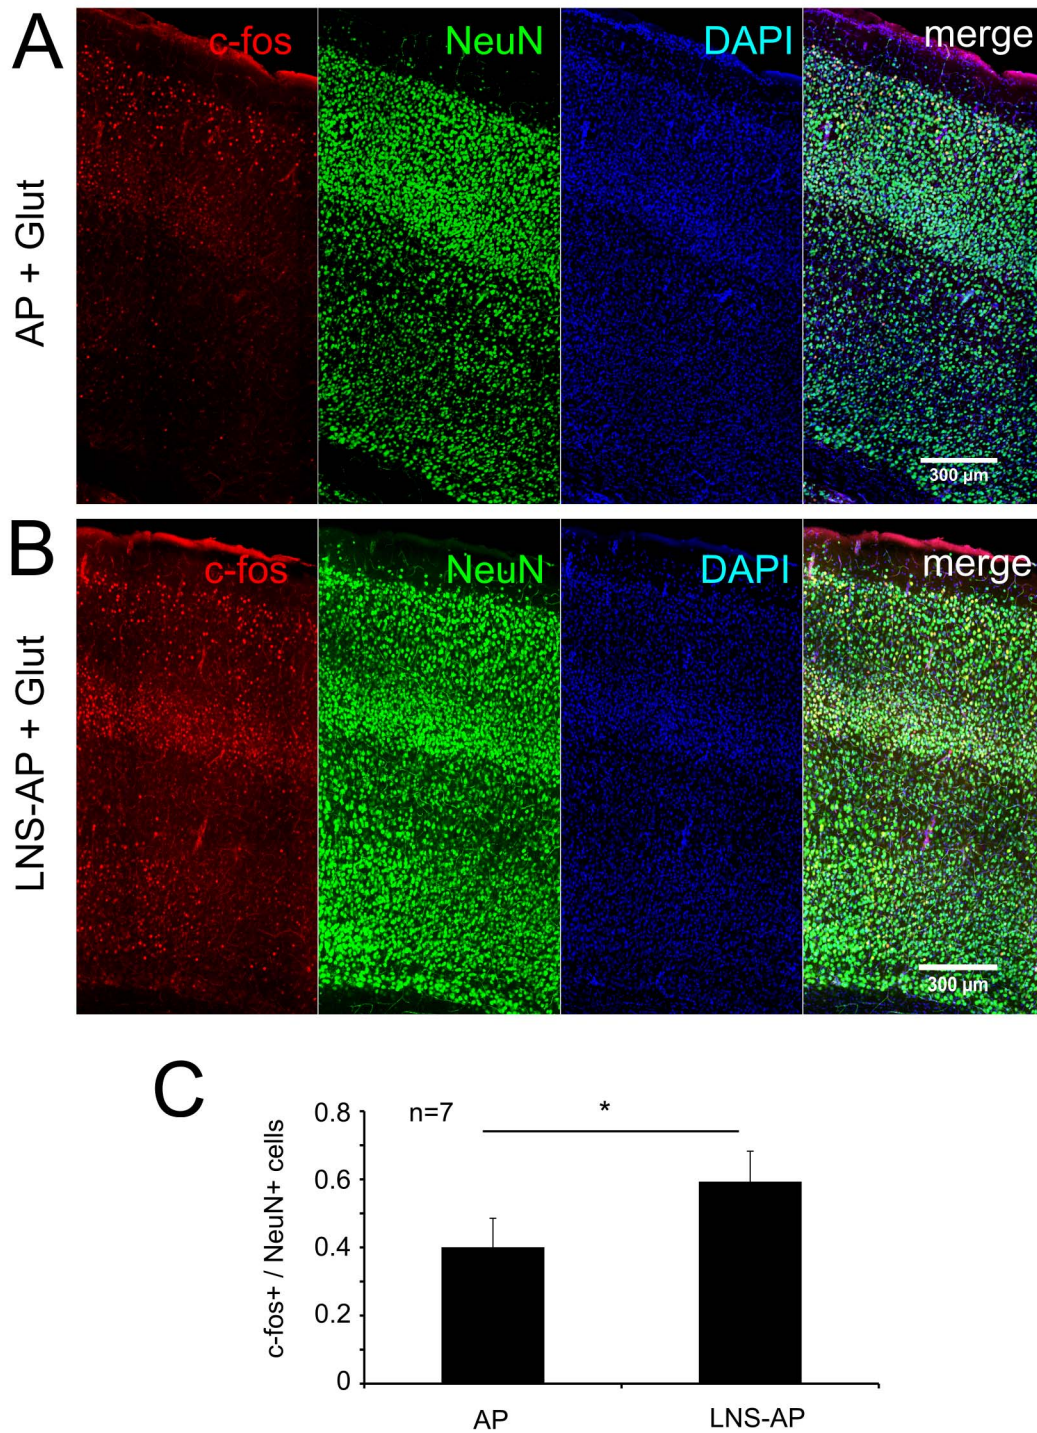 A
c-fos NeuN DAPI merge
AP + Glut
300 µm
B
c-fos NeuN DAPI merge
LNS-AP + Glut
300 µm
C
n=7 *
c-fos+ / NeuN+ cells
0.8
0.6
0.4
0.2
0
AP LNS-AP